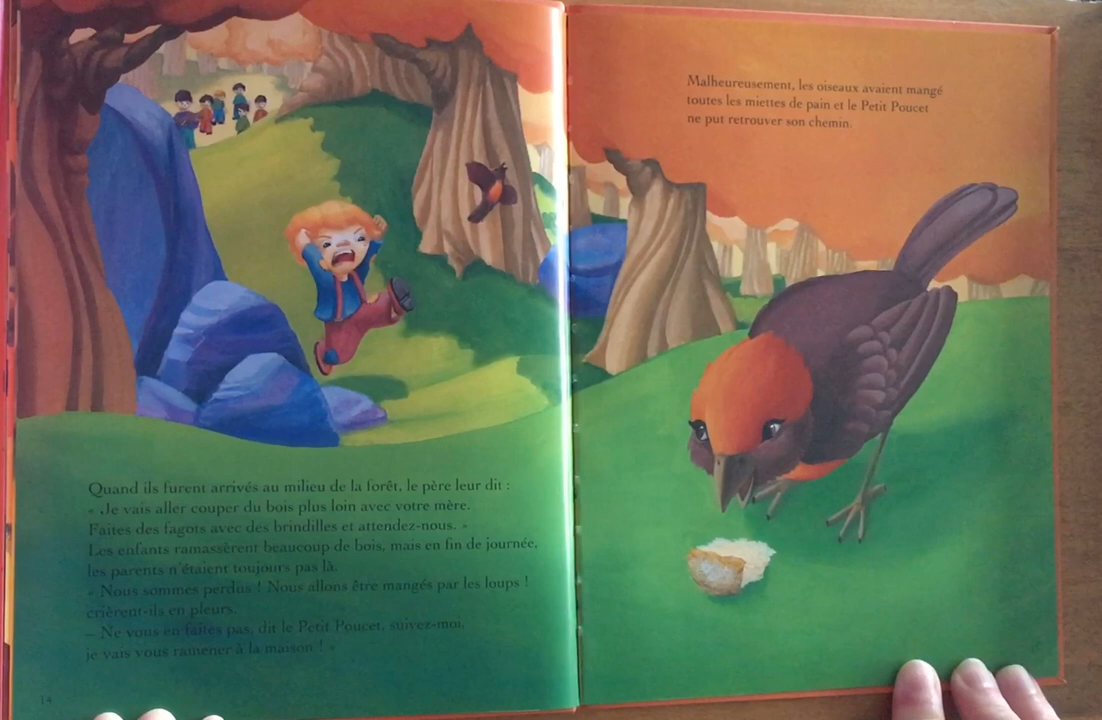 Quand ils furent arrivés au milieu de la forêt, le père leur dit :
« Je vais aller couper du bois plus loin avec votre mère.
Faites des fagots avec des brindilles et attendez-nous. »
Les enfants ramassèrent beaucoup de bois, mais en fin de journée,
les parents n'étaient toujours pas là.
« Nous sommes perdus ! Nous allons être mangés par les loups !
crièrent-ils en pleurs.
– Ne vous en faites pas, dit le Petit Poucet, suivez-moi,
je vais vous ramener à la maison ! »
14
Malheureusement, les oiseaux avaient mangé
toutes les miettes de pain et le Petit Poucet
ne put retrouver son chemin.